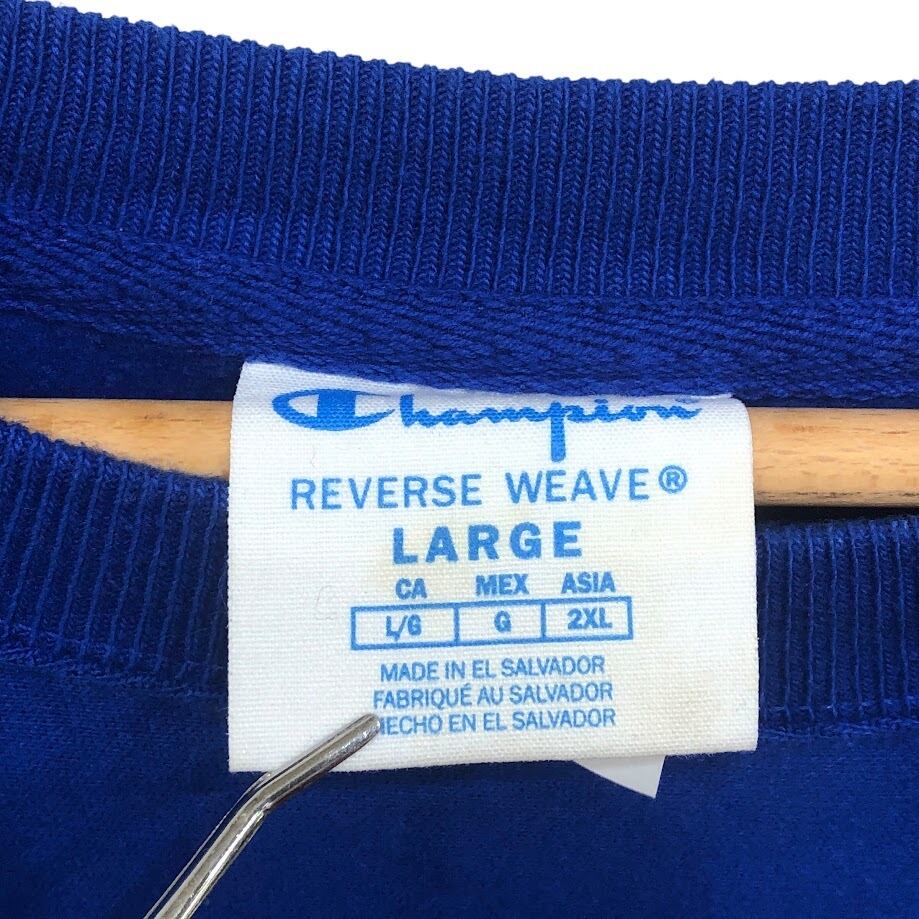 Champion
REVERSE WEAVE®
LARGE
CA MEX ASIA
L/G G 2XL
MADE IN EL SALVADOR
FABRIQUÉ AU SALVADOR
HECHO EN EL SALVADOR